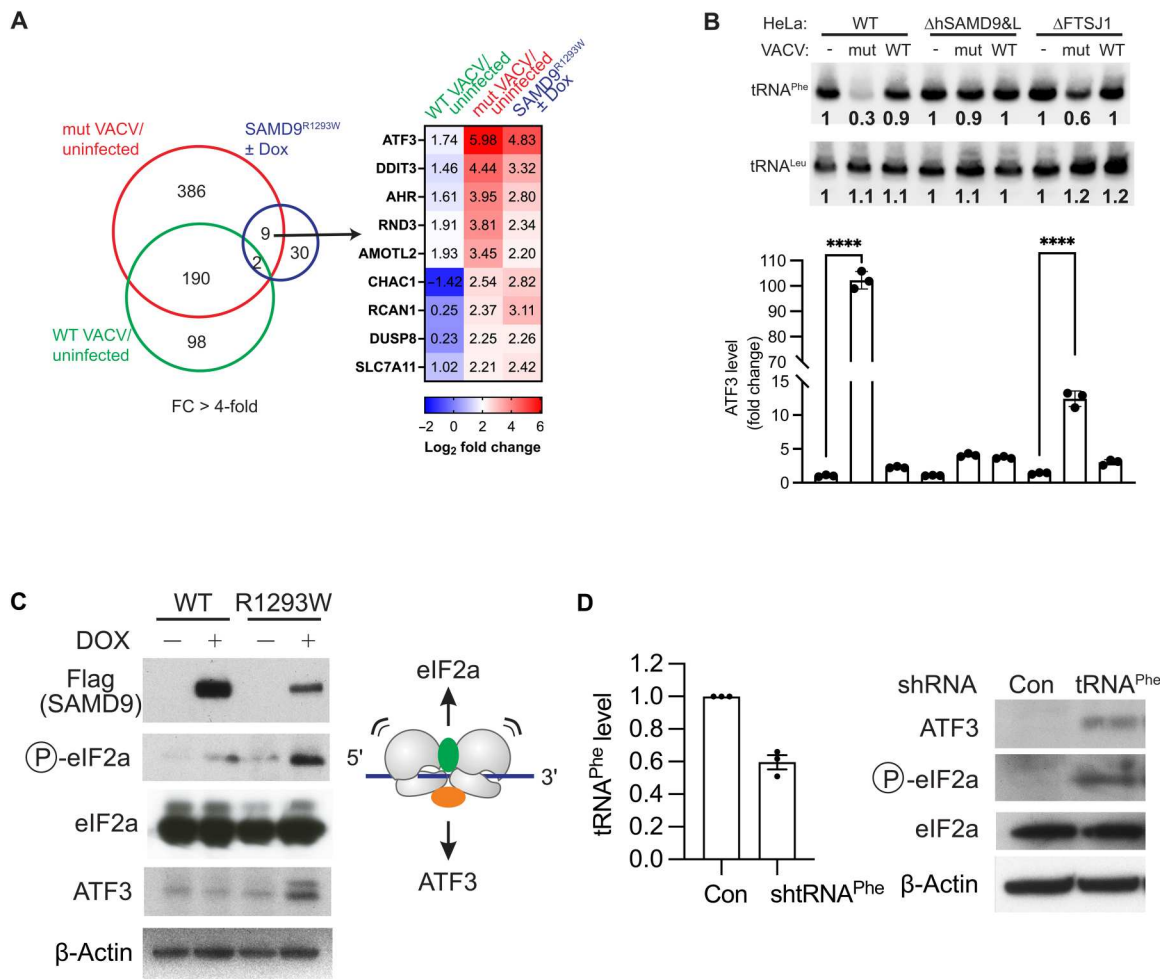 A
mut VACV/
uninfected
SAMD9R1293W
± Dox
386
9
30
2
190
98
WT VACV/
uninfected
FC > 4-fold
WT VACV/
uninfected
mut VACV/
uninfected
SAMD9R1293W
± Dox
ATF3 1.74 5.98 4.83
DDIT3 1.46 4.44 3.32
AHR 1.61 3.95 2.80
RND3 1.91 3.81 2.34
AMOTL2 1.93 3.45 2.20
CHAC1 −1.42 2.54 2.82
RCAN1 0.25 2.37 3.11
DUSP8 0.23 2.25 2.26
SLC7A11 1.02 2.21 2.42
−2 0 2 4 6
Log2 fold change
B
HeLa: WT ΔhSAMD9&L ΔFTSJ1
VACV: - mut WT - mut WT - mut WT
tRNAPhe
1 0.3 0.9 1 0.9 1 1 0.6 1
tRNALeu
1 1.1 1.1 1 1.1 1 1 1.2 1.2
**** ****
ATF3 level
(fold change)
110
100
90
80
70
15
10
5
0
C
WT R1293W
DOX — + — +
Flag
(SAMD9)
P-eIF2a
eIF2a
ATF3
β-Actin
eIF2a
5' 3'
ATF3
D
tRNAPhe level
1.2
1.0
0.8
0.6
0.4
0.2
0.0
Con shtRNAPhe
shRNA Con tRNAPhe
ATF3
P-eIF2a
eIF2a
β-Actin